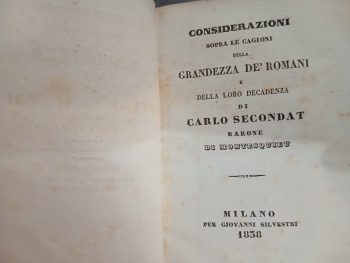 CONSIDERAZIONI
SOPRA LE CAGIONI
DELLA
GRANDEZZA DE' ROMANI
E
DELLA LORO DECADENZA
DI
CARLO SECONDAT
BARONE
DI MONTESQUIEU
MILANO
PER GIOVANNI SILVESTRI
1838